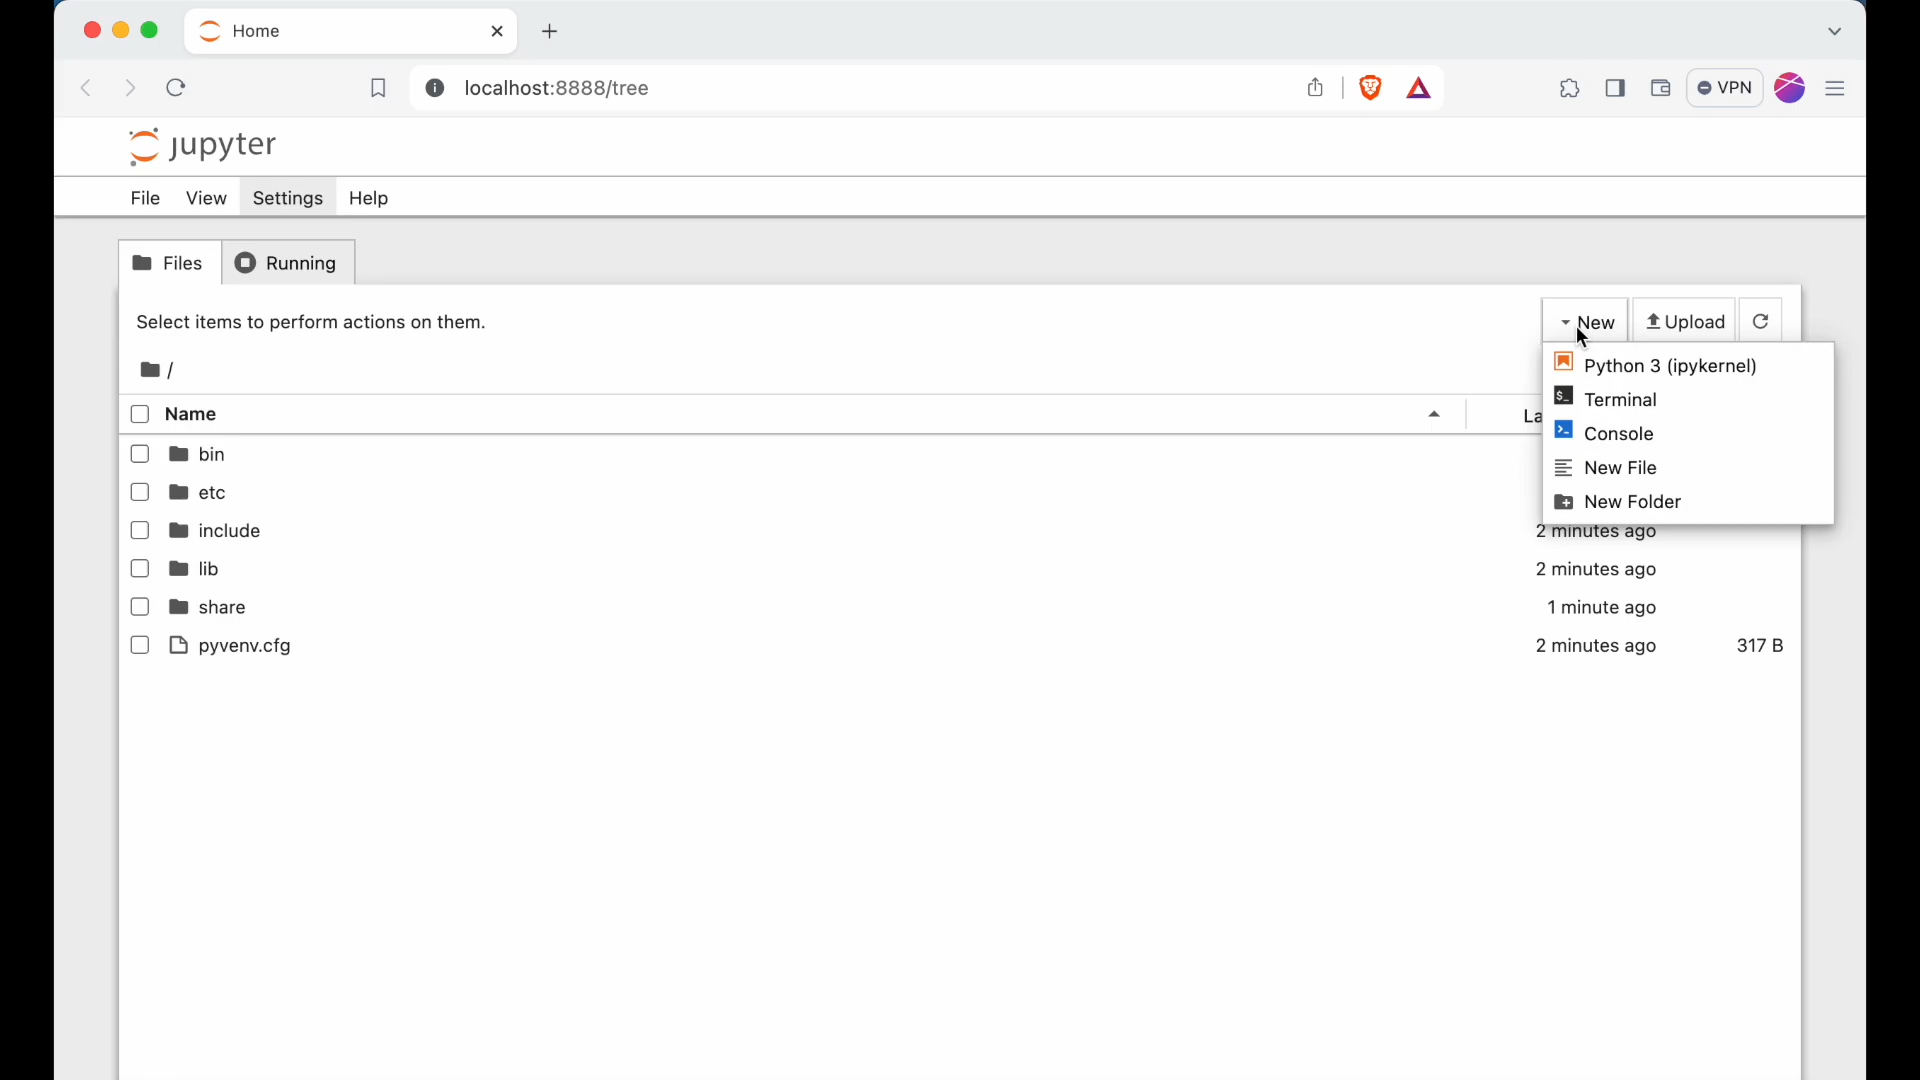 Home
localhost:8888/tree
VPN
jupyter
File View Settings Help
Files Running
Select items to perform actions on them.
New Upload
/
Python 3 (ipykernel)
Terminal
Console
New File
New Folder
Name
bin
etc
include 2 minutes ago
lib 2 minutes ago
share 1 minute ago
pyvenv.cfg 2 minutes ago 317 B